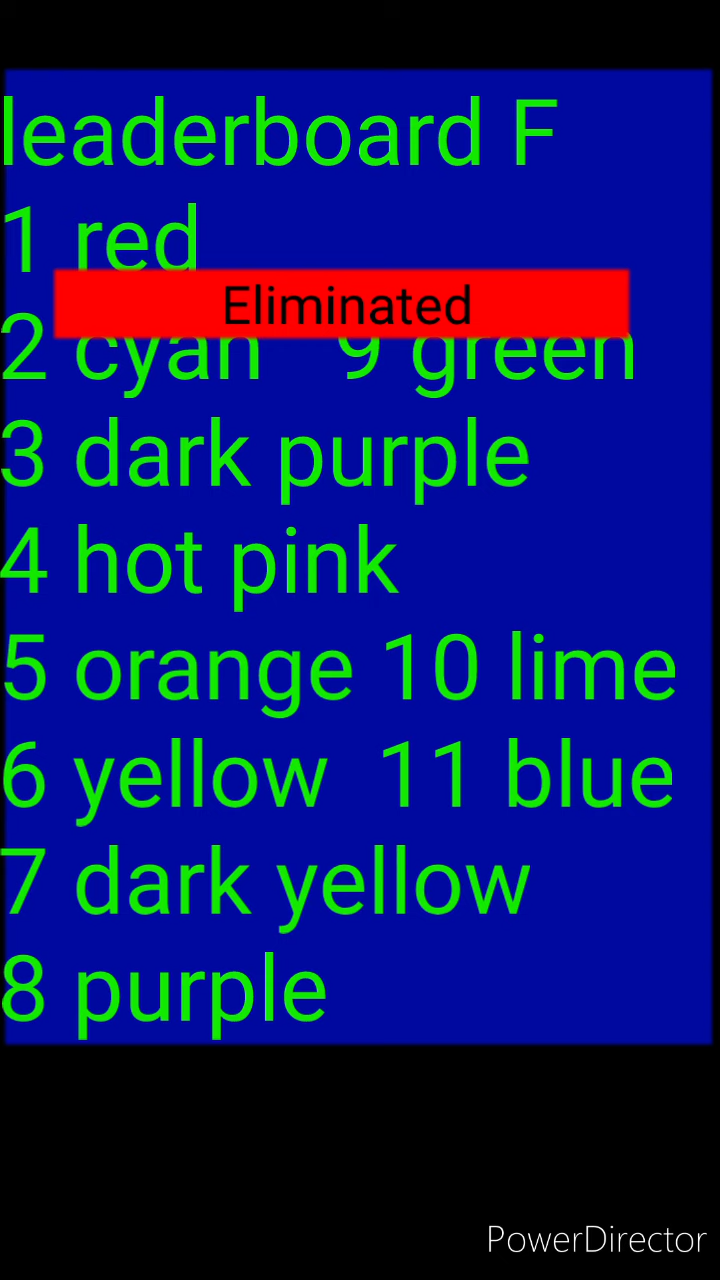 leaderboard F
1 red
Eliminated
2 cyan 9 green
3 dark purple
4 hot pink
5 orange 10 lime
6 yellow 11 blue
7 dark yellow
8 purple
PowerDirector